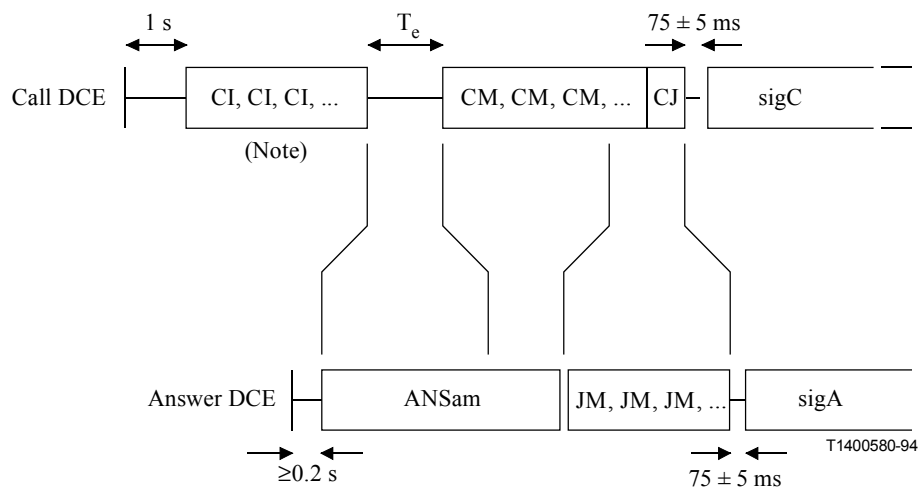 1 s
Te
75 ± 5 ms
Call DCE
CI, CI, CI, ...
CM, CM, CM, ...
CJ
sigC
(Note)
Answer DCE
ANSam
JM, JM, JM, ...
sigA
T1400580-94
≥0.2 s
75 ± 5 ms